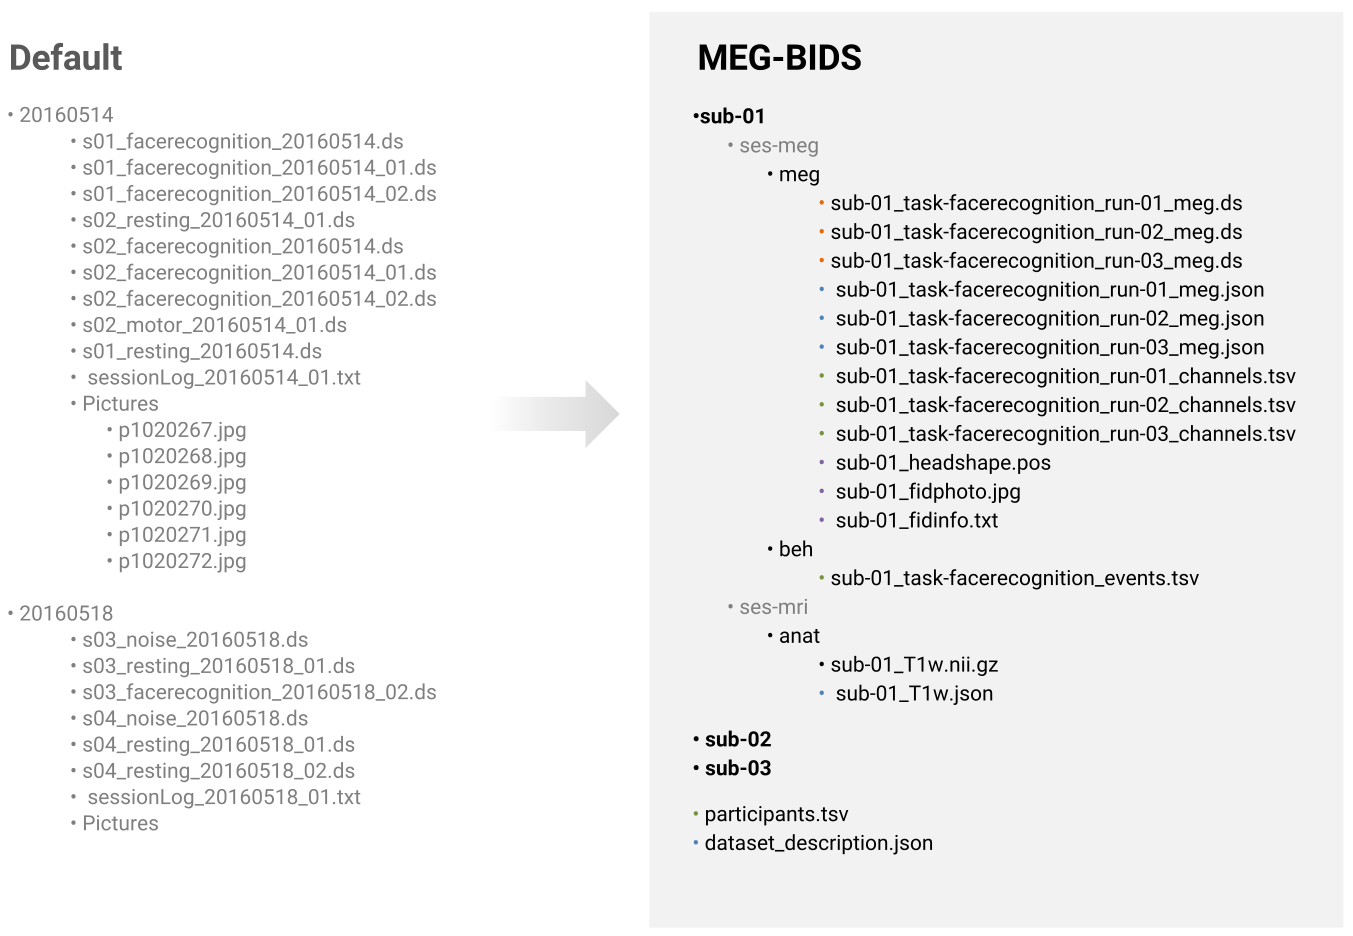 Default
• 20160514
• s01_facerecognition_20160514.ds
• s01_facerecognition_20160514_01.ds
• s01_facerecognition_20160514_02.ds
• s02_resting_20160514_01.ds
• s02_facerecognition_20160514.ds
• s02_facerecognition_20160514_01.ds
• s02_facerecognition_20160514_02.ds
• s02_motor_20160514_01.ds
• s01_resting_20160514.ds
• sessionLog_20160514_01.txt
• Pictures
• p1020267.jpg
• p1020268.jpg
• p1020269.jpg
• p1020270.jpg
• p1020271.jpg
• p1020272.jpg
• 20160518
• s03_noise_20160518.ds
• s03_resting_20160518_01.ds
• s03_facerecognition_20160518_02.ds
• s04_noise_20160518.ds
• s04_resting_20160518_01.ds
• s04_resting_20160518_02.ds
• sessionLog_20160518_01.txt
• Pictures
MEG-BIDS
•sub-01
• ses-meg
• meg
• sub-01_task-facerecognition_run-01_meg.ds
• sub-01_task-facerecognition_run-02_meg.ds
• sub-01_task-facerecognition_run-03_meg.ds
• sub-01_task-facerecognition_run-01_meg.json
• sub-01_task-facerecognition_run-02_meg.json
• sub-01_task-facerecognition_run-03_meg.json
• sub-01_task-facerecognition_run-01_channels.tsv
• sub-01_task-facerecognition_run-02_channels.tsv
• sub-01_task-facerecognition_run-03_channels.tsv
• sub-01_headshape.pos
• sub-01_fidphoto.jpg
• sub-01_fidinfo.txt
• beh
• sub-01_task-facerecognition_events.tsv
• ses-mri
• anat
• sub-01_T1w.nii.gz
• sub-01_T1w.json
• sub-02
• sub-03
• participants.tsv
• dataset_description.json